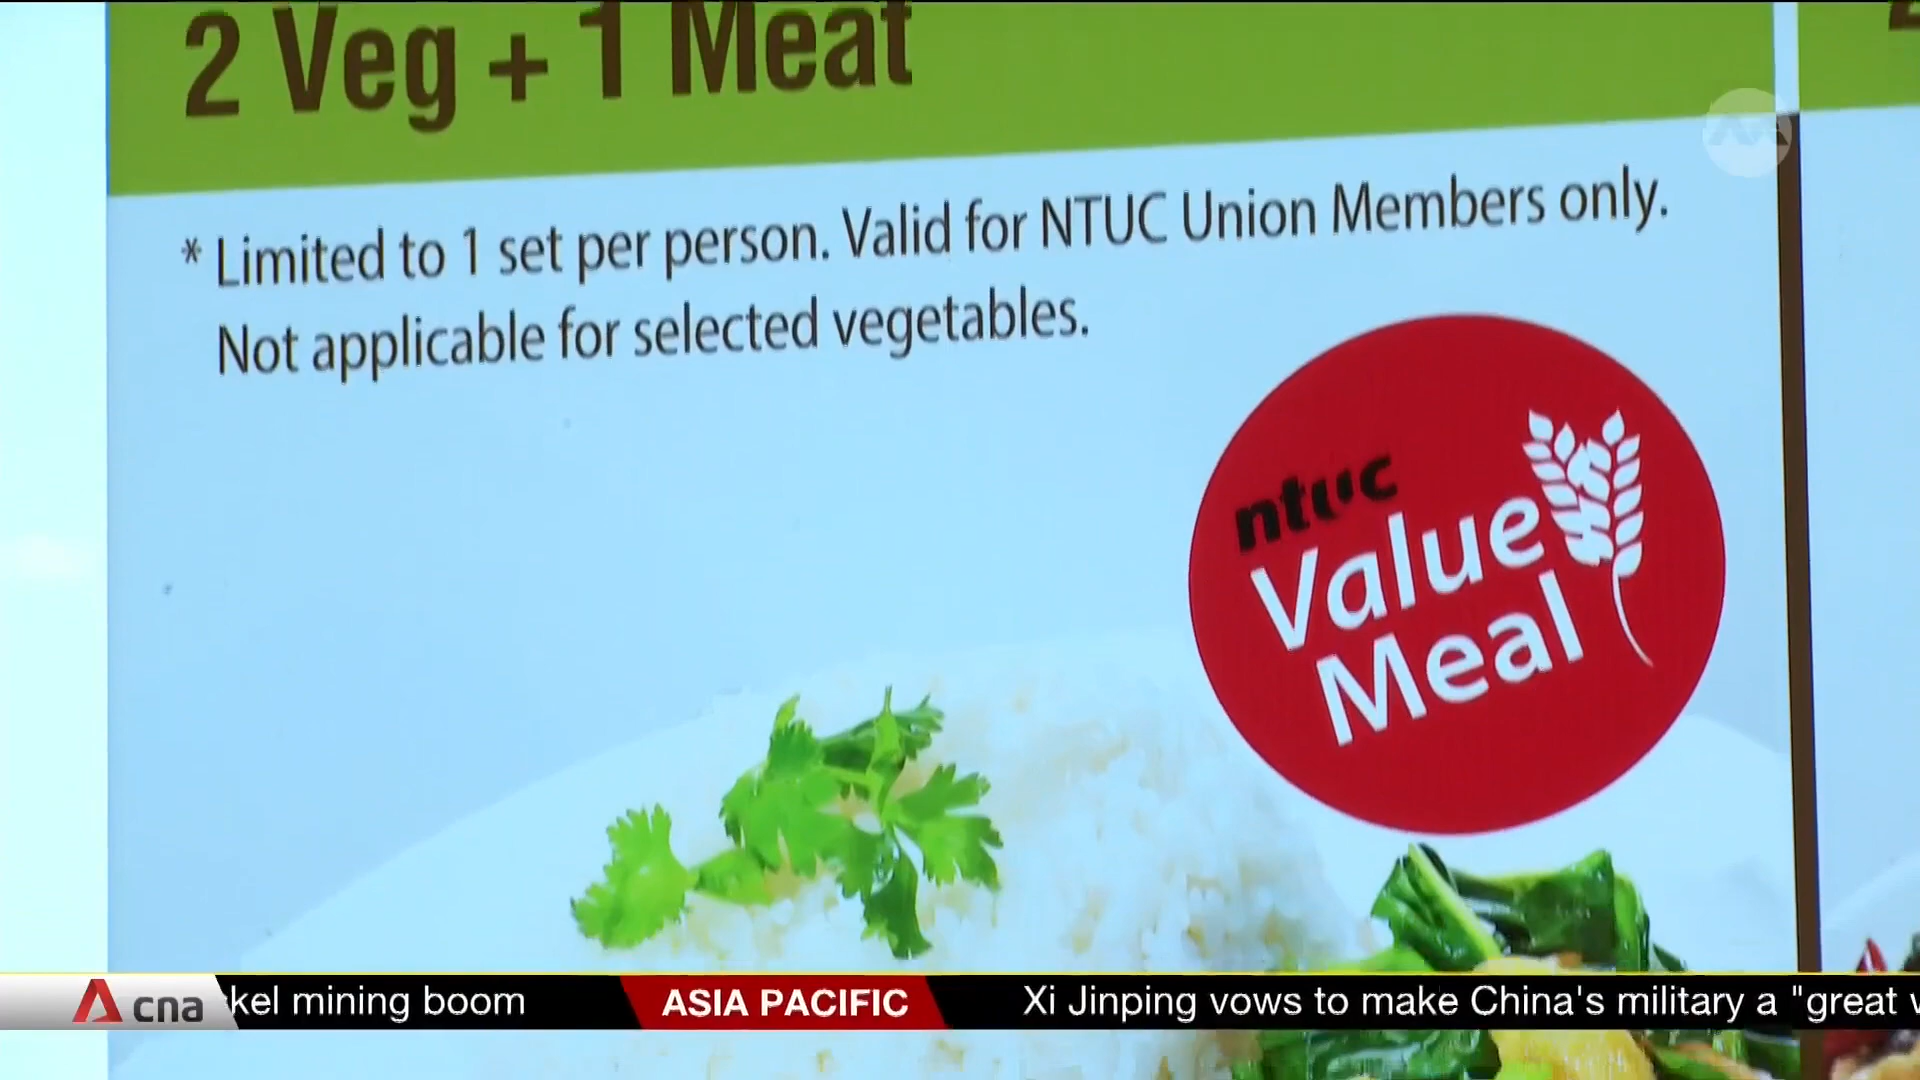 2 Veg + 1 Meat
* Limited to 1 set per person. Valid for NTUC Union Members only.
Not applicable for selected vegetables.
ntuc
Value
Meal
cna
mining boom
ASIA PACIFIC
Xi Jinping vows to make China's military a "great